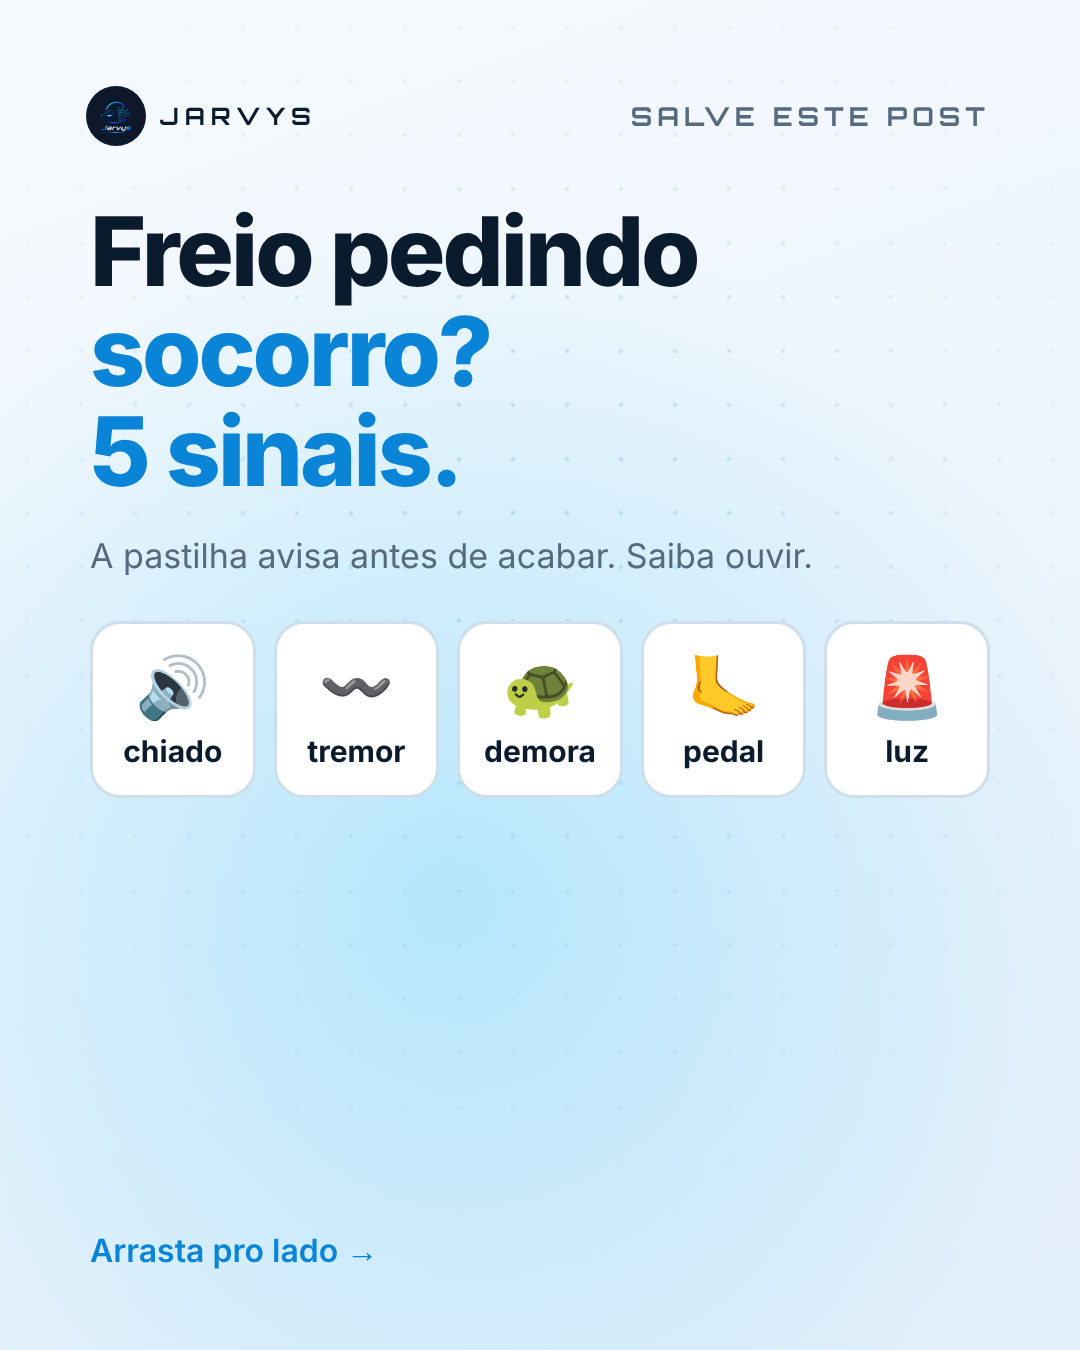 Jarvys
JARVYS
SALVE ESTE POST
Freio pedindo
socorro?
5 sinais.
A pastilha avisa antes de acabar. Saiba ouvir.
chiado
tremor
demora
pedal
luz
Arrasta pro lado →